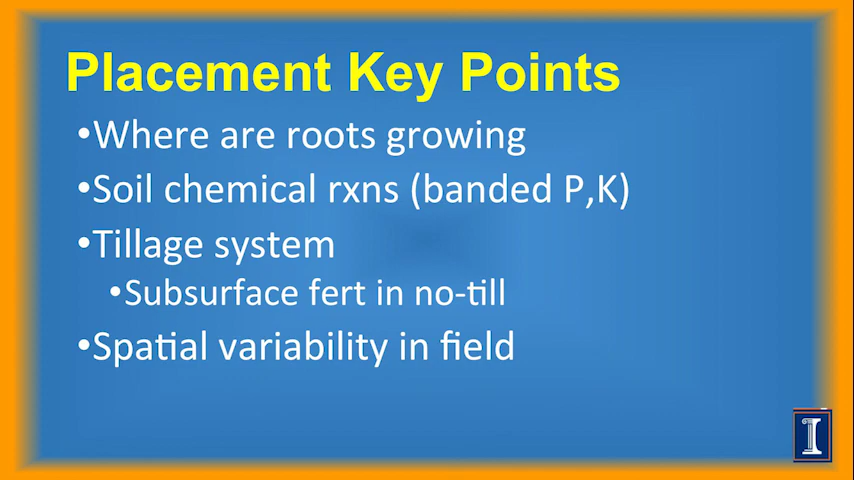 Placement Key Points
•Where are roots growing
•Soil chemical rxns (banded P,K)
•Tillage system
•Subsurface fert in no-till
•Spatial variability in field
I